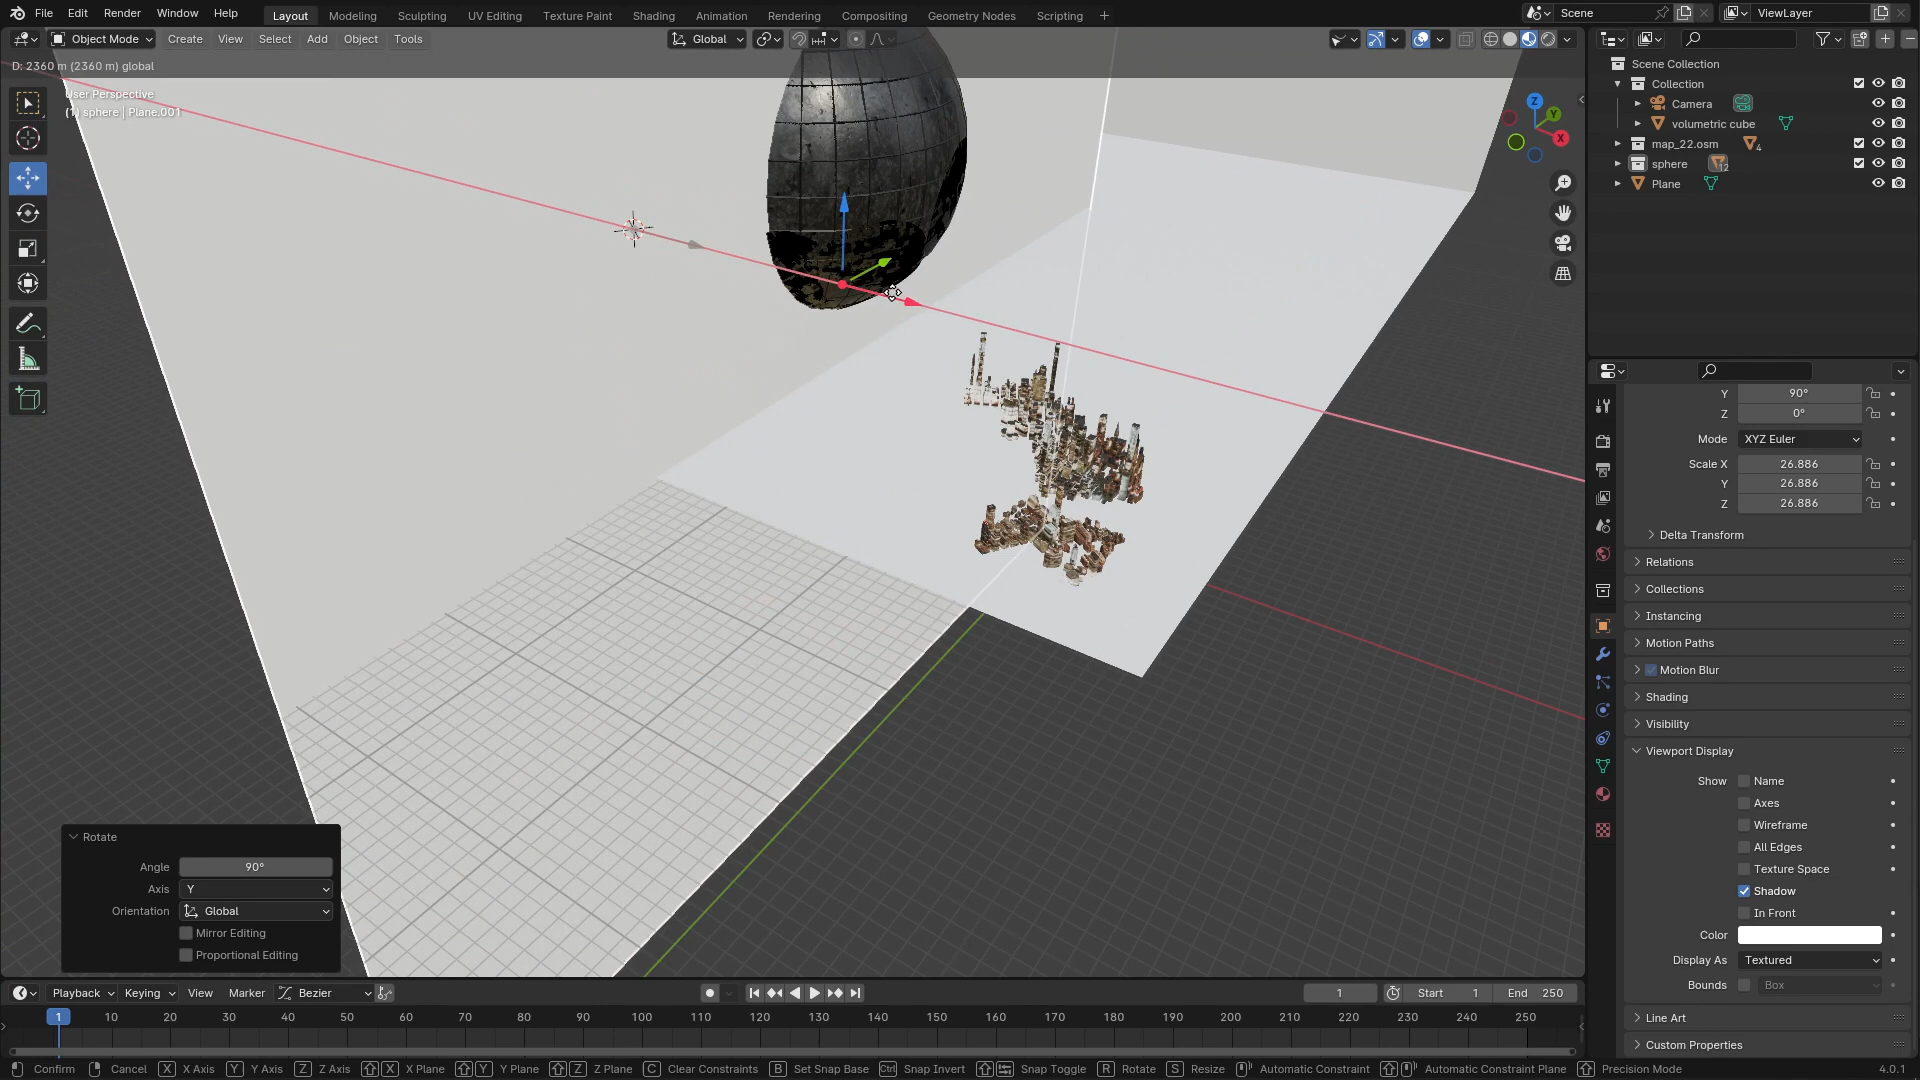 File Edit Render Window Help
Layout Modeling Sculpting UV Editing Texture Paint Shading Animation Rendering Compositing Geometry Nodes Scripting +
Scene ViewLayer
Object Mode Create View Select Add Object Tools Global
D: 2360 m (2360 m) global
User Perspective
(1) sphere | Plane.001
Z
Y
X
Scene Collection
Collection
Camera
volumetric cube
map_22.osm 4
sphere 12
Plane
Y 90°
Z 0°
Mode XYZ Euler
Scale X 26.886
Y 26.886
Z 26.886
Delta Transform
Relations
Collections
Instancing
Motion Paths
Motion Blur
Shading
Visibility
Viewport Display
Show Name
Axes
Wireframe
All Edges
Texture Space
Shadow
In Front
Color
Display As Textured
Bounds Box
Line Art
Custom Properties
Rotate
Angle 90°
Axis Y
Orientation Global
Mirror Editing
Proportional Editing
Playback Keying View Marker Bezier 1 Start 1 End 250
1 10 20 30 40 50 60 70 80 90 100 110 120 130 140 150 160 170 180 190 200 210 220 230 240 250
Confirm Cancel X X Axis Y Y Axis Z Z Axis X X Plane Y Y Plane Z Z Plane C Clear Constraints B Set Snap Base Ctrl Snap Invert Snap Toggle R Rotate S Resize Automatic Constraint Automatic Constraint Plane Precision Mode 4.0.1